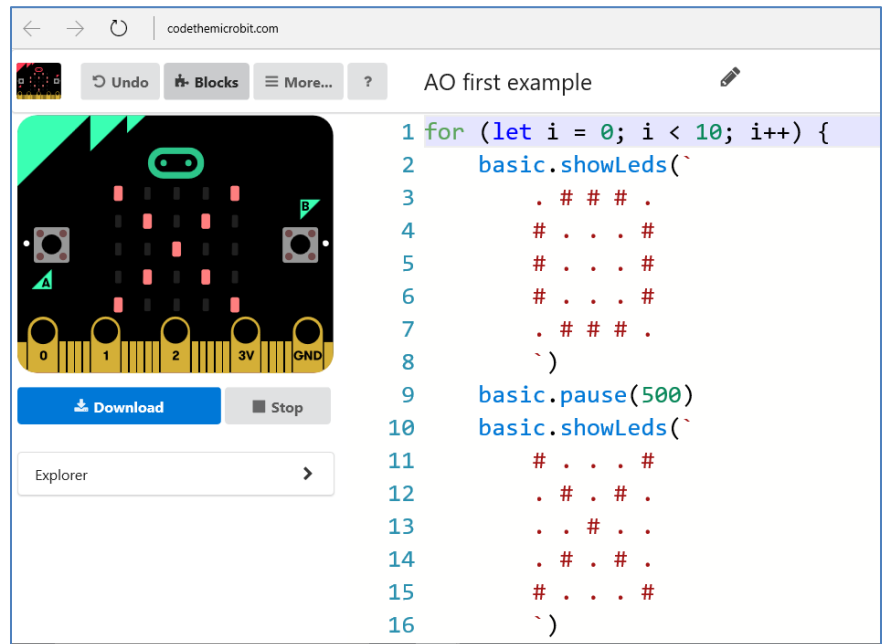 codethemicrobit.com
Undo Blocks More... ? AO first example
B
A
0 1 2 3V GND
Download Stop
Explorer
1 for (let i = 0; i < 10; i++) {
2 basic.showLeds(`
3 . # # # .
4 # . . . #
5 # . . . #
6 # . . . #
7 . # # # .
8 `)
9 basic.pause(500)
10 basic.showLeds(`
11 # . . . #
12 . # . # .
13 . . # . .
14 . # . # .
15 # . . . #
16 `)